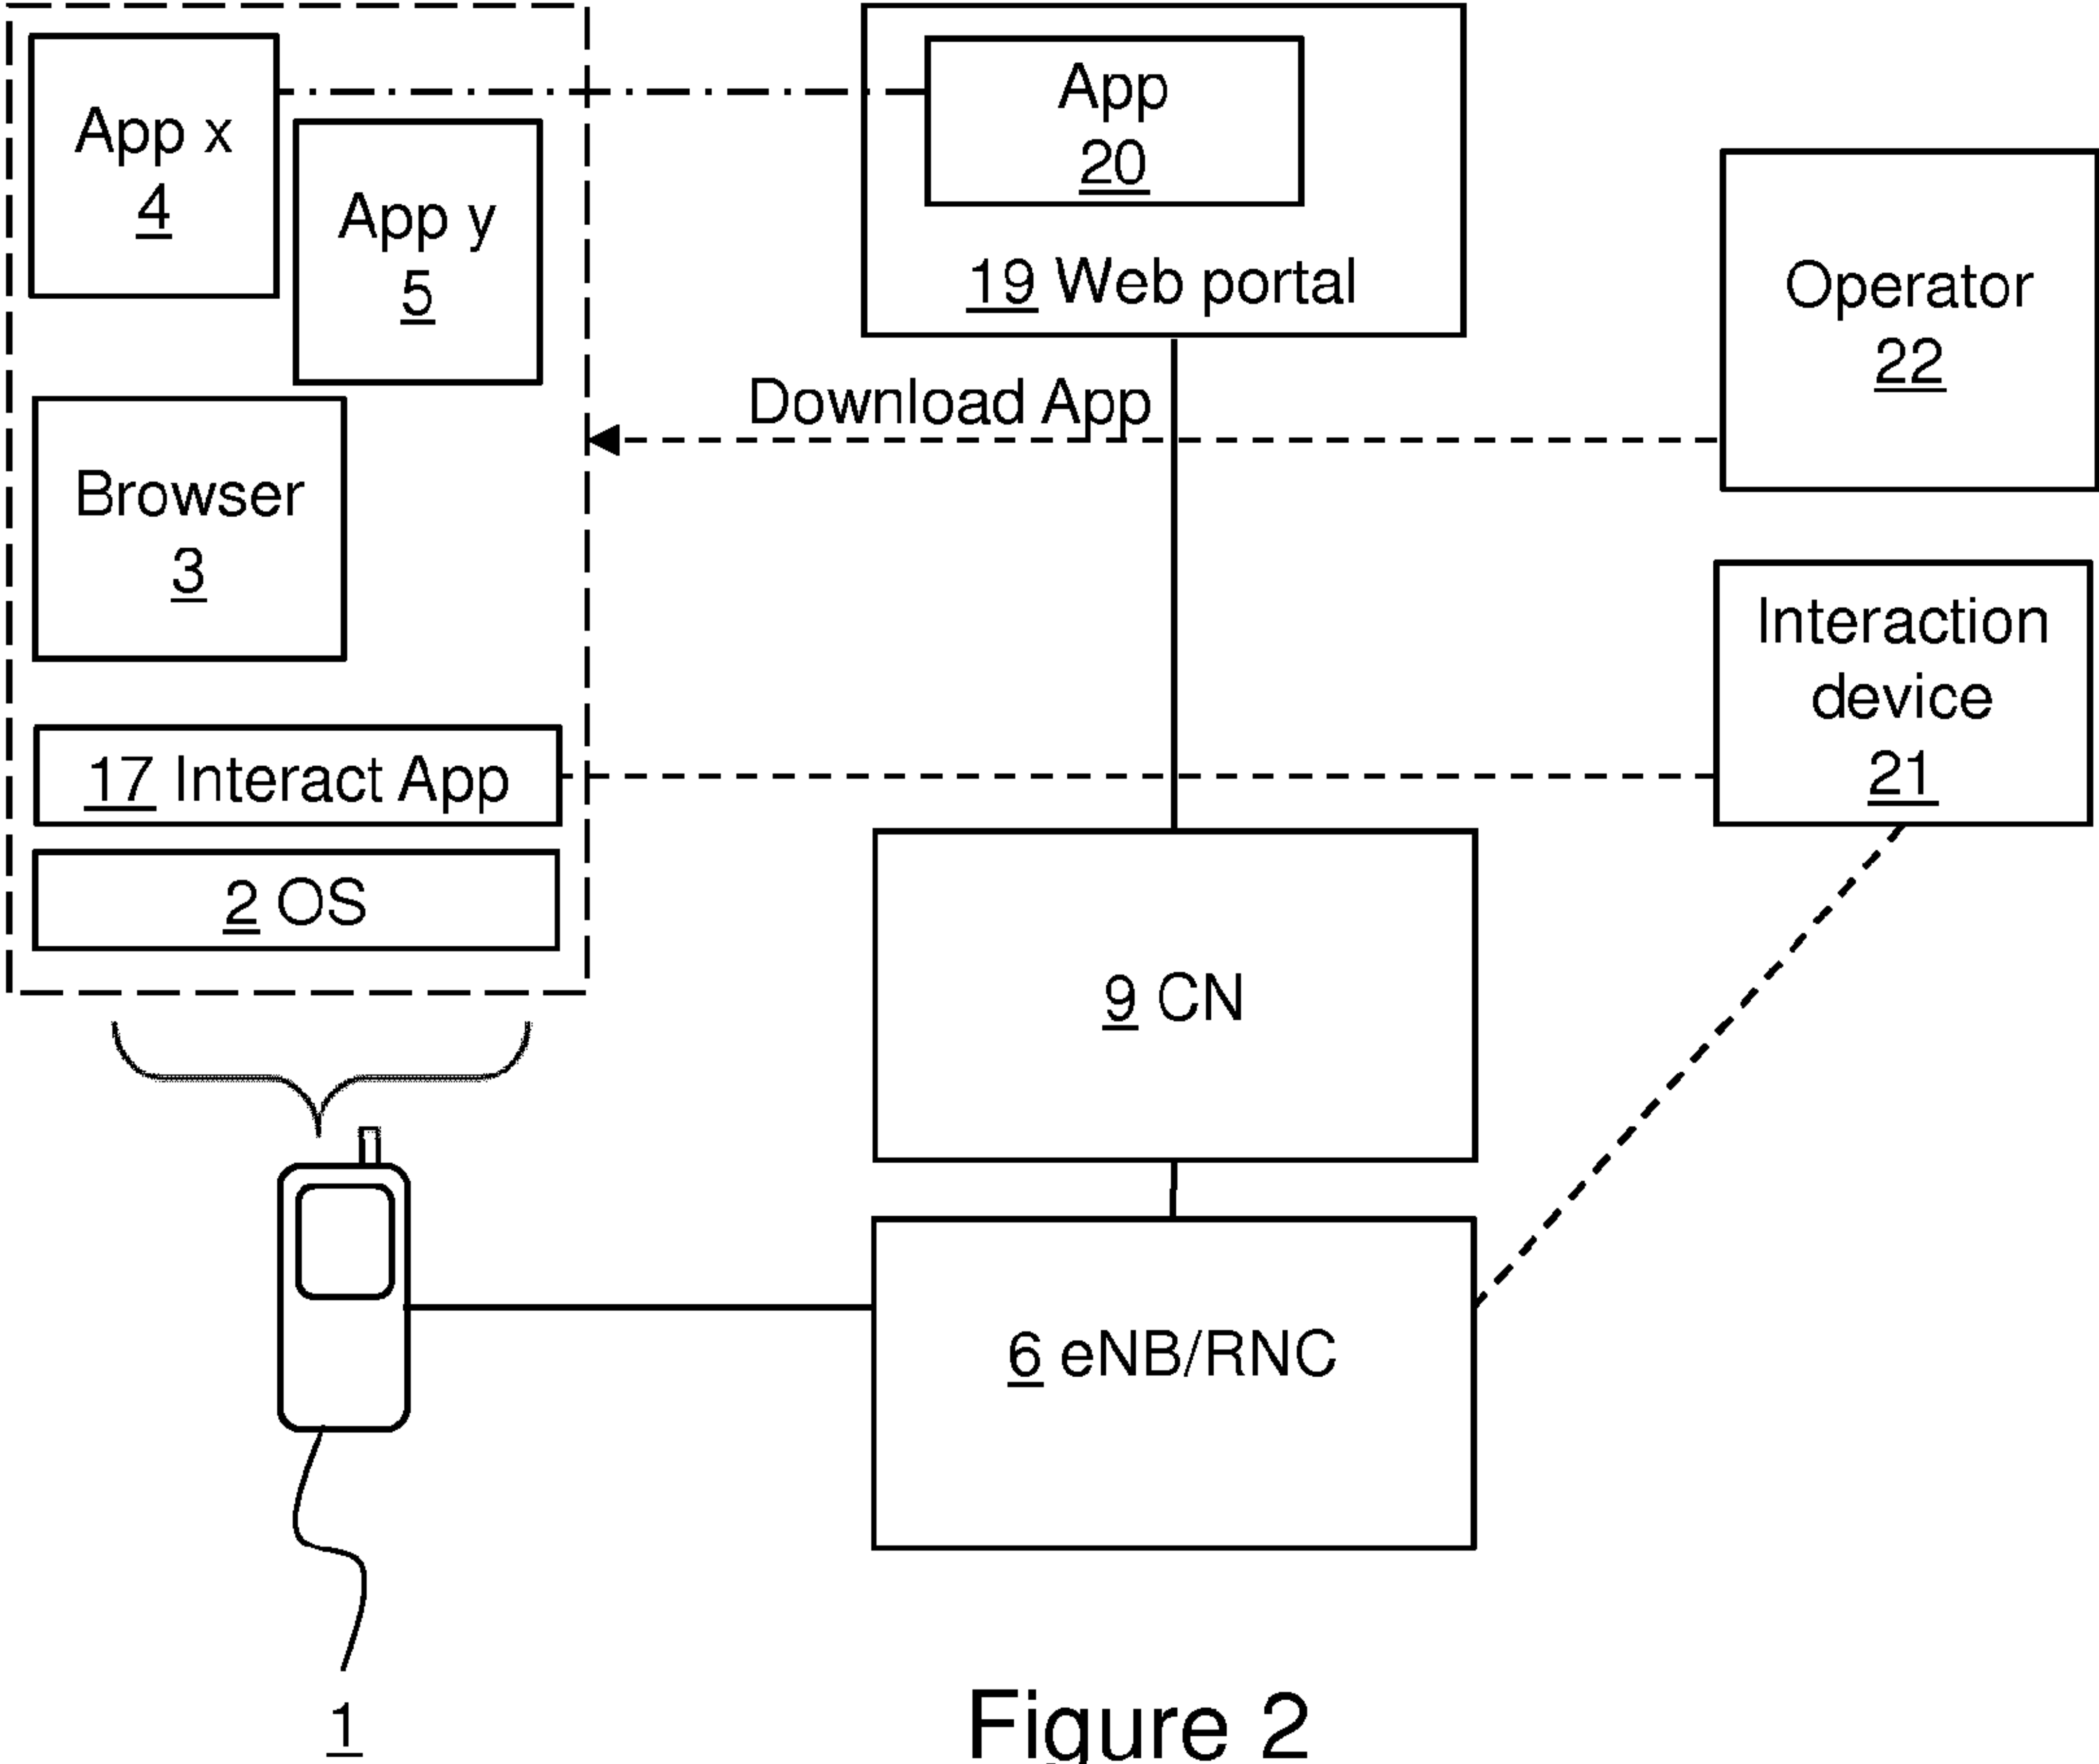 App x
4
App y
5
Browser
3
17 Interact App
2 OS
1
App
20
19 Web portal
Download App
9 CN
6 eNB/RNC
Operator
22
Interaction
device
21
Figure 2